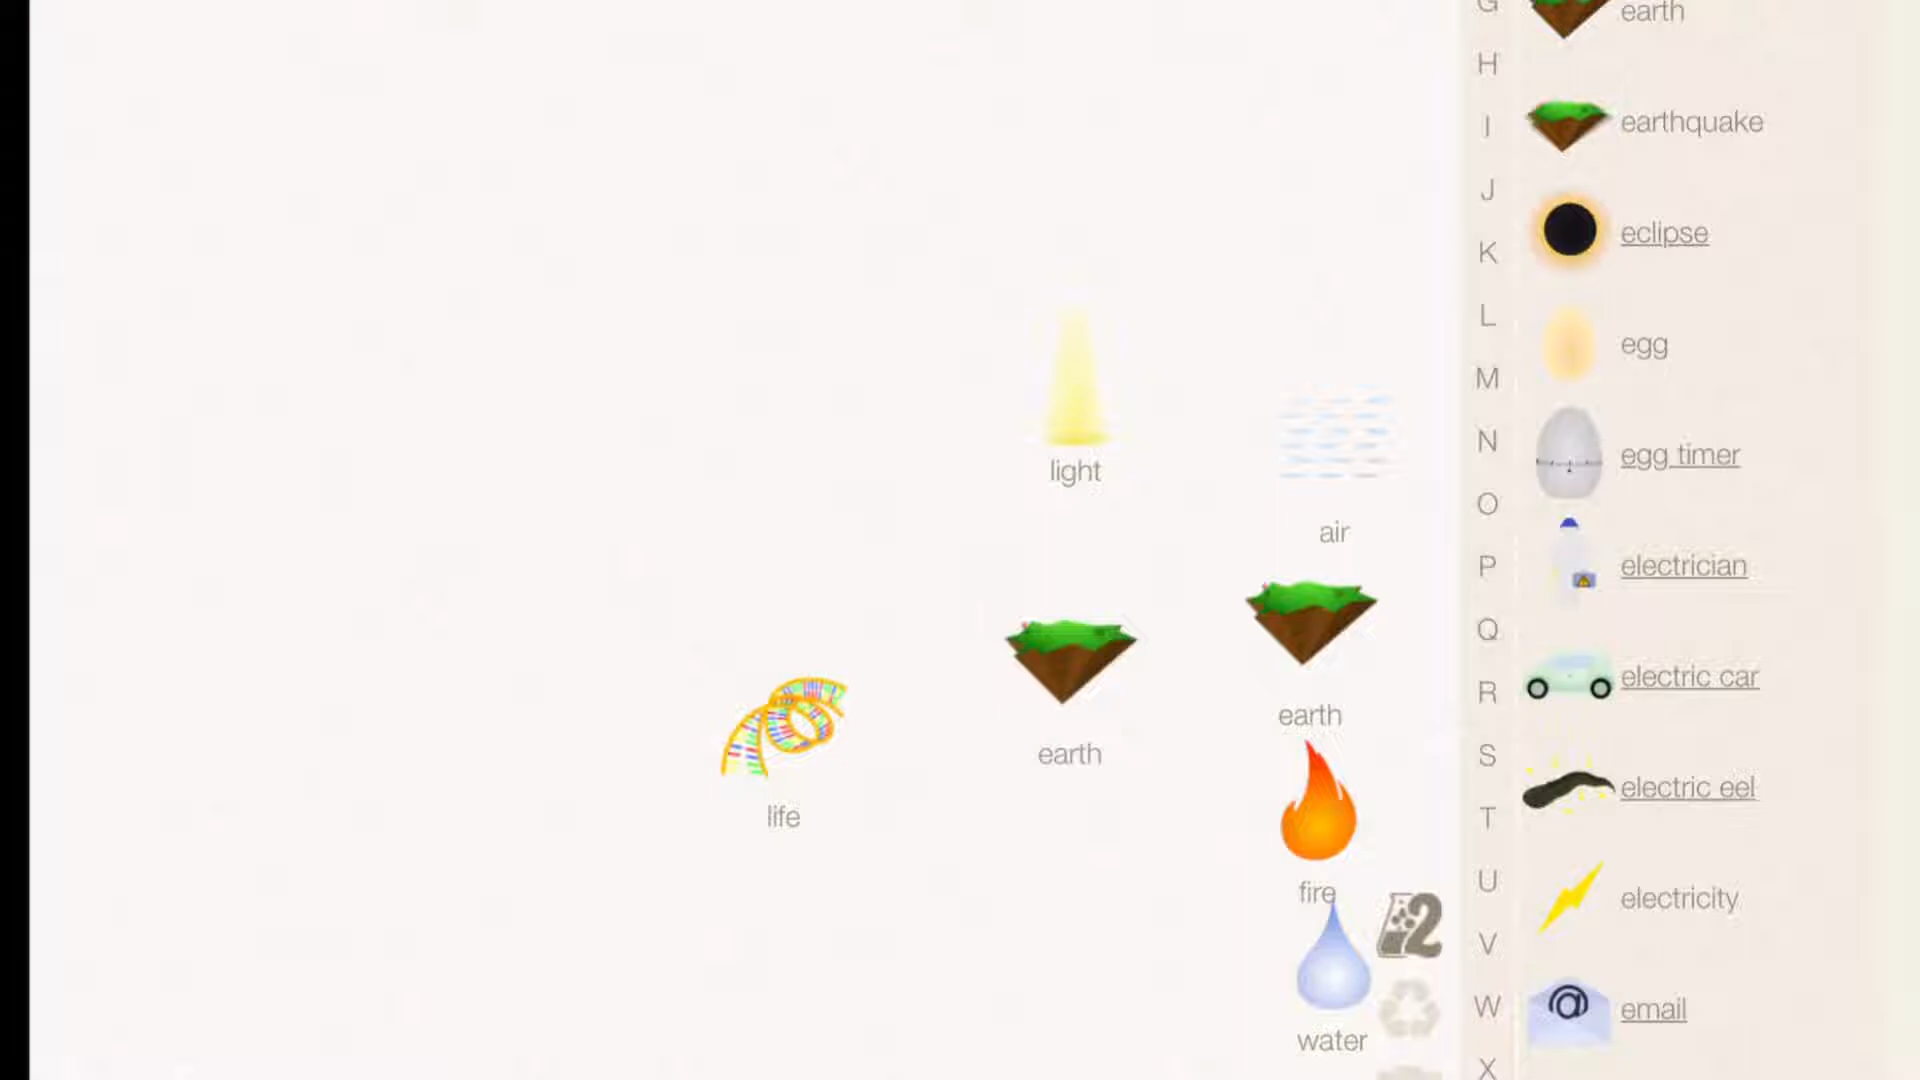 light
air
earth
earth
life
fire
2
water
G
H
I
J
K
L
M
N
O
P
Q
R
S
T
U
V
W
X
earth
earthquake
eclipse
egg
egg timer
electrician
electric car
electric eel
electricity
@
email